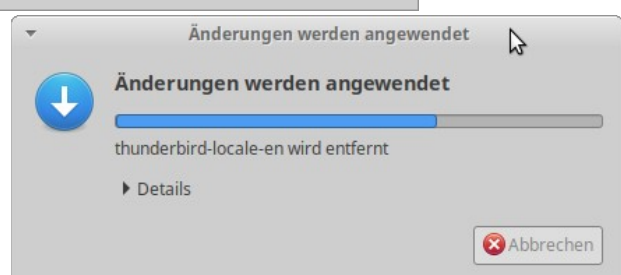 Änderungen werden angewendet
Änderungen werden angewendet
thunderbird-locale-en wird entfernt
Details
Abbrechen